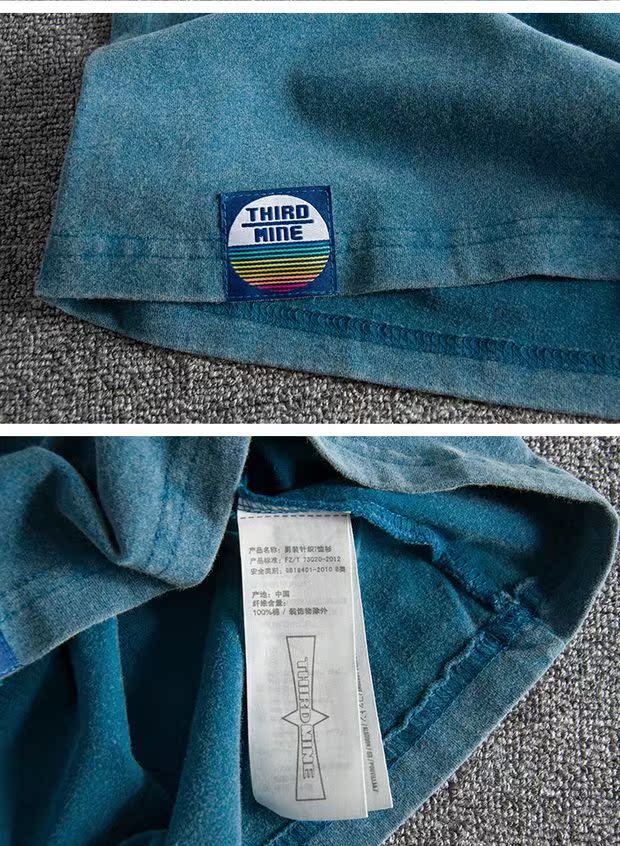 THIRD
MINE
产品名称: 男装针织T恤衫
产品标准: FZ/T 73020-2012
安全类别: GB18401-2010 B类
产地: 中国
纤维含量:
100%棉 / 装饰物除外
THIRD MINE